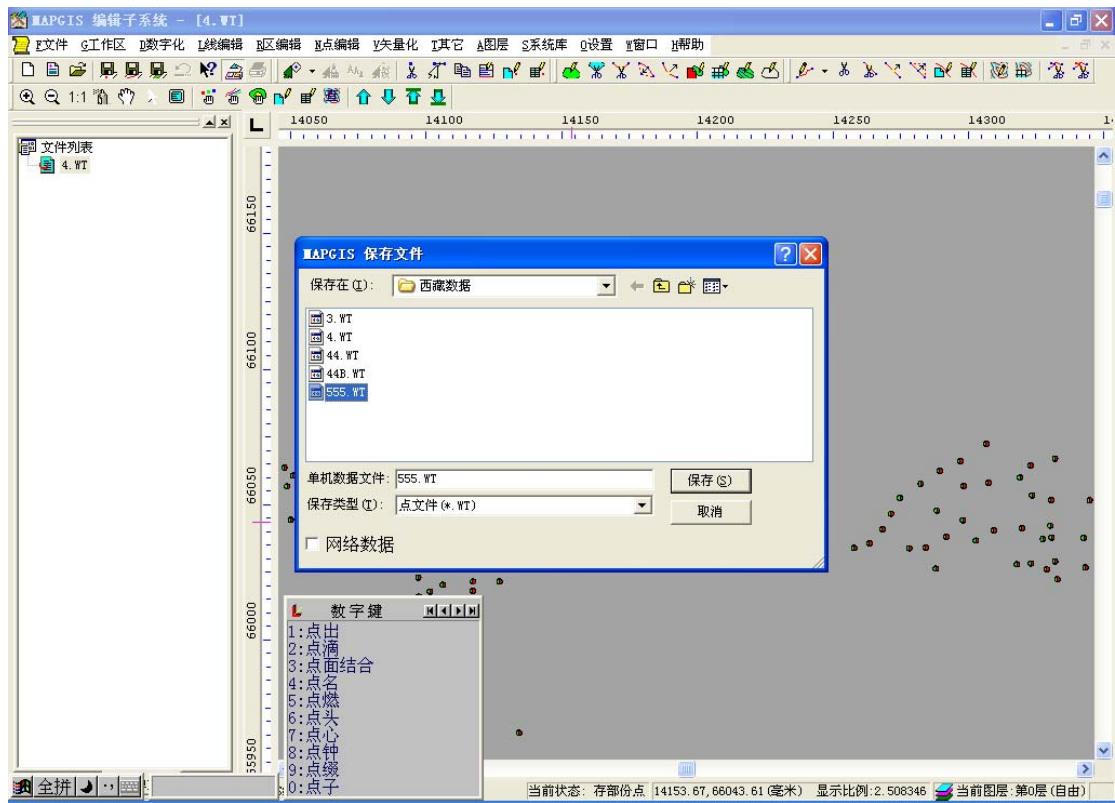 MAPGIS 编辑子系统 - [4.WT]
F文件 G工作区 D数字化 L线编辑 R区编辑 N点编辑 V矢量化 T其它 A图层 S系统库 O设置 W窗口 H帮助
1:1
文件列表
4.WT
L 14050 14100 14150 14200 14250 14300 1
66150
66100
66050
66000
65950
MAPGIS 保存文件
保存在(I): 西藏数据
3.WT
4.WT
44.WT
44B.WT
555.WT
单机数据文件: 555.WT 保存(S)
保存类型(T): 点文件(*.WT) 取消
网络数据
数字键
1:点出
2:点滴
3:点面结合
4:点名
5:点燃
6:点头
7:点心
8:点钟
9:点缀
0:点子
全拼
当前状态: 存部份点 14153.67,66043.61(毫米) 显示比例:2.508346 当前图层:第0层(自由)